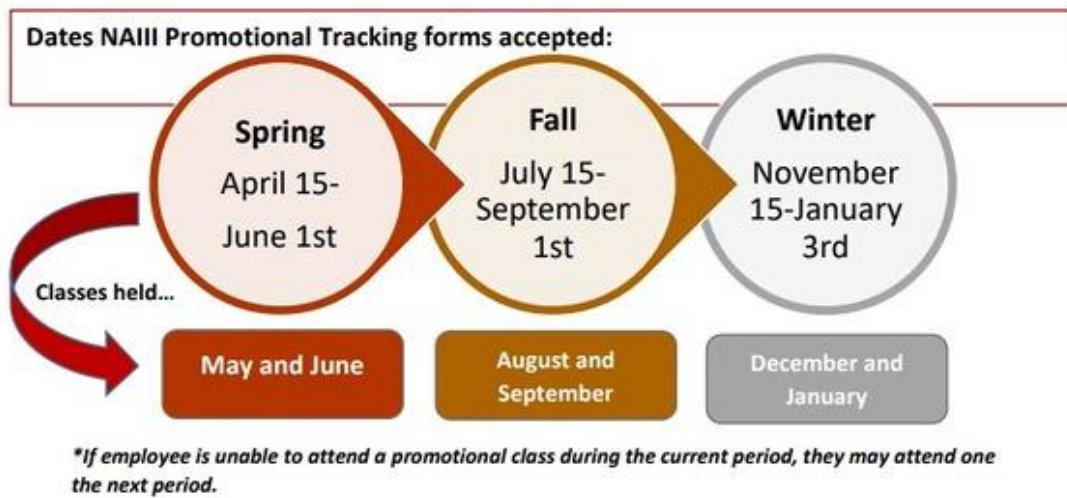 Dates NAIII Promotional Tracking forms accepted:
Spring
April 15-
June 1st
Fall
July 15-
September
1st
Winter
November
15-January
3rd
Classes held...
May and June
August and
September
December and
January
*If employee is unable to attend a promotional class during the current period, they may attend one
the next period.